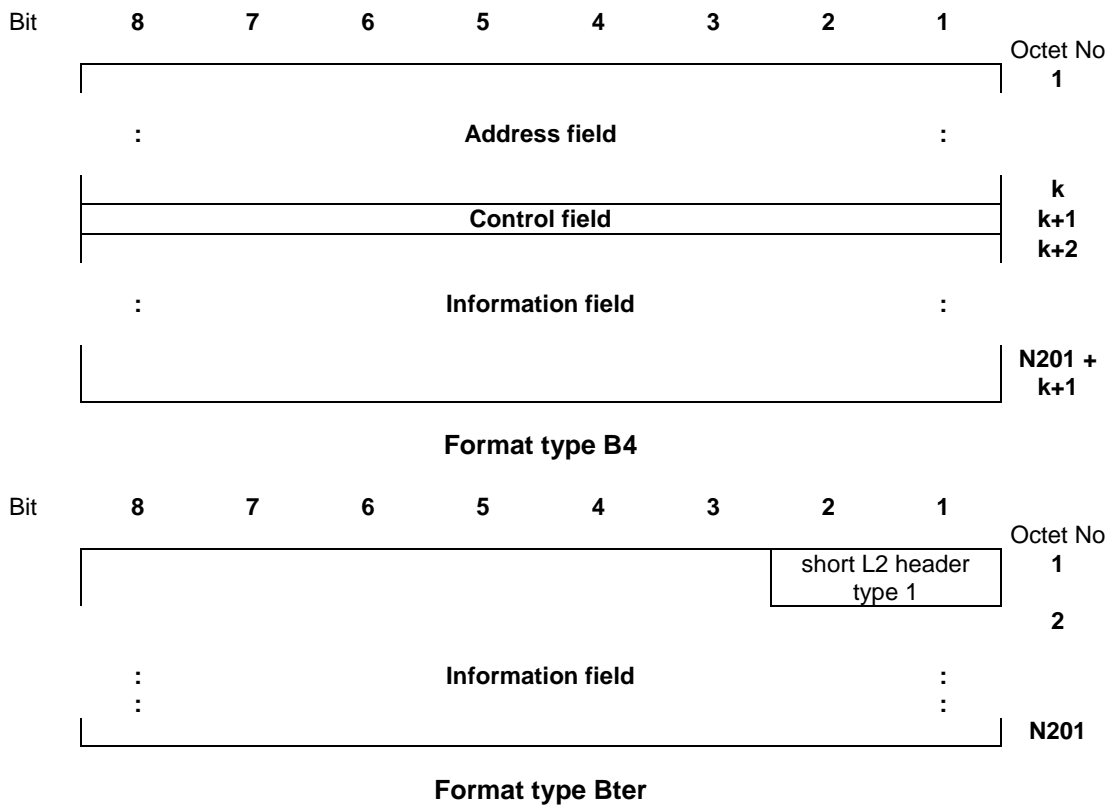 Bit 8 7 6 5 4 3 2 1
Octet No
1
: Address field :
k
Control field k+1
k+2
: Information field :
N201 +
k+1
Format type B4
Bit 8 7 6 5 4 3 2 1
Octet No
short L2 header 1
type 1
2
: Information field :
: :
N201
Format type Bter